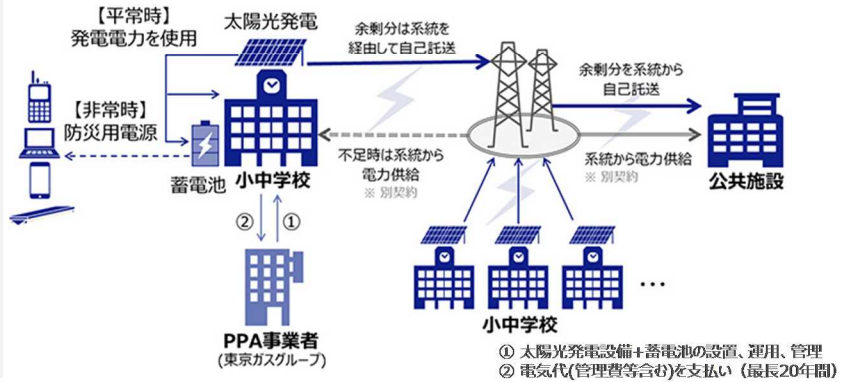 【平常時】
発電電力を使用
太陽光発電
余剰分は系統を
経由して自己託送
余剰分を系統から
自己託送
【非常時】
防災用電源
蓄電池
小中学校
不足時は系統から
電力供給
※ 別契約
系統から電力供給
※ 別契約
公共施設
②
①
PPA事業者
(東京ガスグループ)
…
小中学校
① 太陽光発電設備+蓄電池の設置、運用、管理
② 電気代(管理費等含む)を支払い（最長20年間）